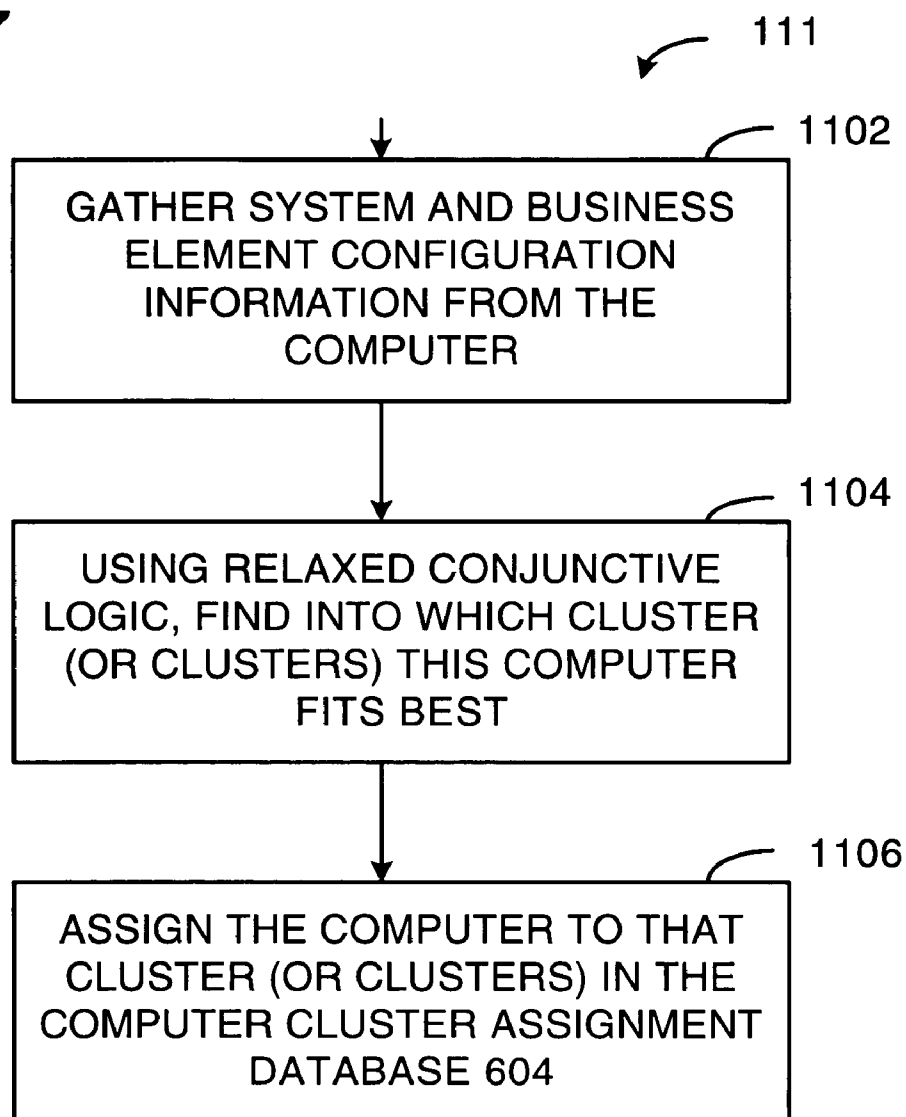 111
1102
GATHER SYSTEM AND BUSINESS
ELEMENT CONFIGURATION
INFORMATION FROM THE
COMPUTER
1104
USING RELAXED CONJUNCTIVE
LOGIC, FIND INTO WHICH CLUSTER
(OR CLUSTERS) THIS COMPUTER
FITS BEST
1106
ASSIGN THE COMPUTER TO THAT
CLUSTER (OR CLUSTERS) IN THE
COMPUTER CLUSTER ASSIGNMENT
DATABASE 604